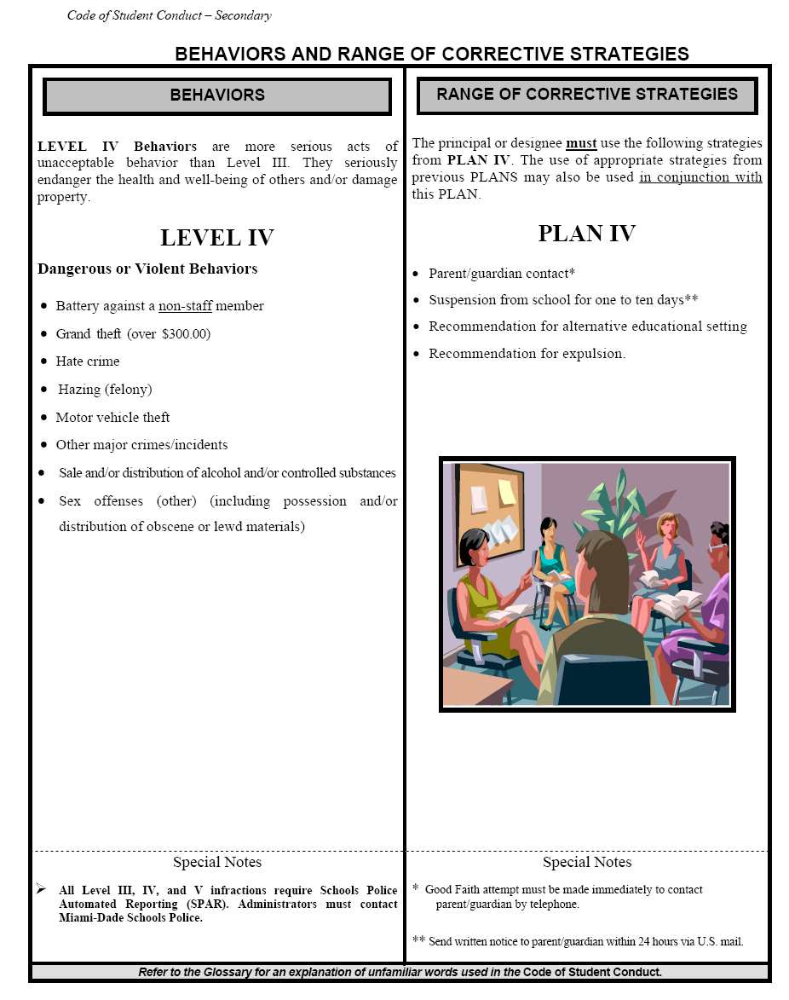 Code of Student Conduct – Secondary
BEHAVIORS AND RANGE OF CORRECTIVE STRATEGIES
BEHAVIORS
LEVEL IV Behaviors are more serious acts of
unacceptable behavior than Level III. They seriously
endanger the health and well-being of others and/or damage
property.
LEVEL IV
Dangerous or Violent Behaviors
• Battery against a non-staff member
• Grand theft (over $300.00)
• Hate crime
• Hazing (felony)
• Motor vehicle theft
• Other major crimes/incidents
• Sale and/or distribution of alcohol and/or controlled substances
• Sex offenses (other) (including possession and/or
distribution of obscene or lewd materials)
Special Notes
➢ All Level III, IV, and V infractions require Schools Police
Automated Reporting (SPAR). Administrators must contact
Miami-Dade Schools Police.
RANGE OF CORRECTIVE STRATEGIES
The principal or designee must use the following strategies
from PLAN IV. The use of appropriate strategies from
previous PLANS may also be used in conjunction with
this PLAN.
PLAN IV
• Parent/guardian contact*
• Suspension from school for one to ten days**
• Recommendation for alternative educational setting
• Recommendation for expulsion.
Special Notes
* Good Faith attempt must be made immediately to contact
parent/guardian by telephone.
** Send written notice to parent/guardian within 24 hours via U.S. mail.
Refer to the Glossary for an explanation of unfamiliar words used in the Code of Student Conduct.